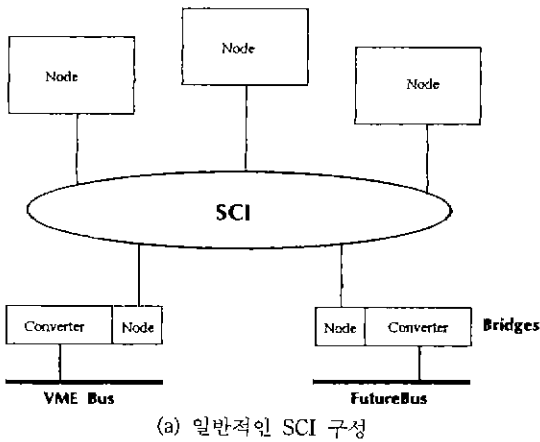 Node
Node
Node
SCI
Converter
Node
Node
Converter
Bridges
VME Bus
FutureBus
(a) 일반적인 SCI 구성